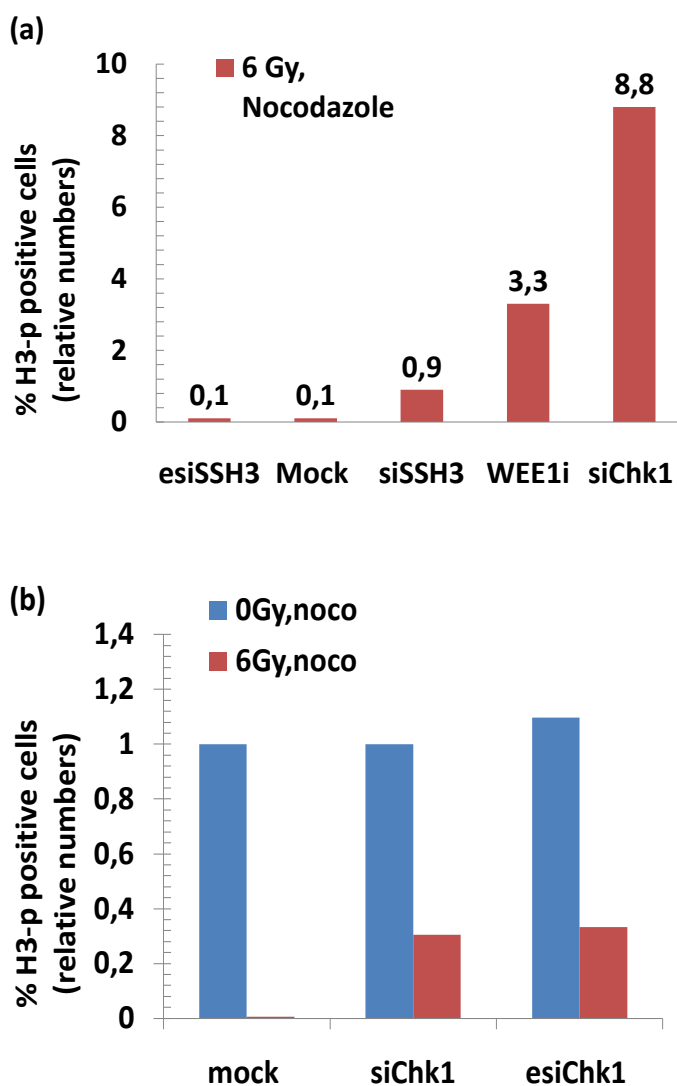 (a)
% H3-p positive cells
(relative numbers)
10
8
6
4
2
0
6 Gy,
Nocodazole
0,1
0,1
0,9
3,3
8,8
esiSSH3 Mock siSSH3 WEE1i siChk1
(b)
% H3-p positive cells
(relative numbers)
0Gy,noco
6Gy,noco
1,4
1,2
1
0,8
0,6
0,4
0,2
0
mock siChk1 esiChk1